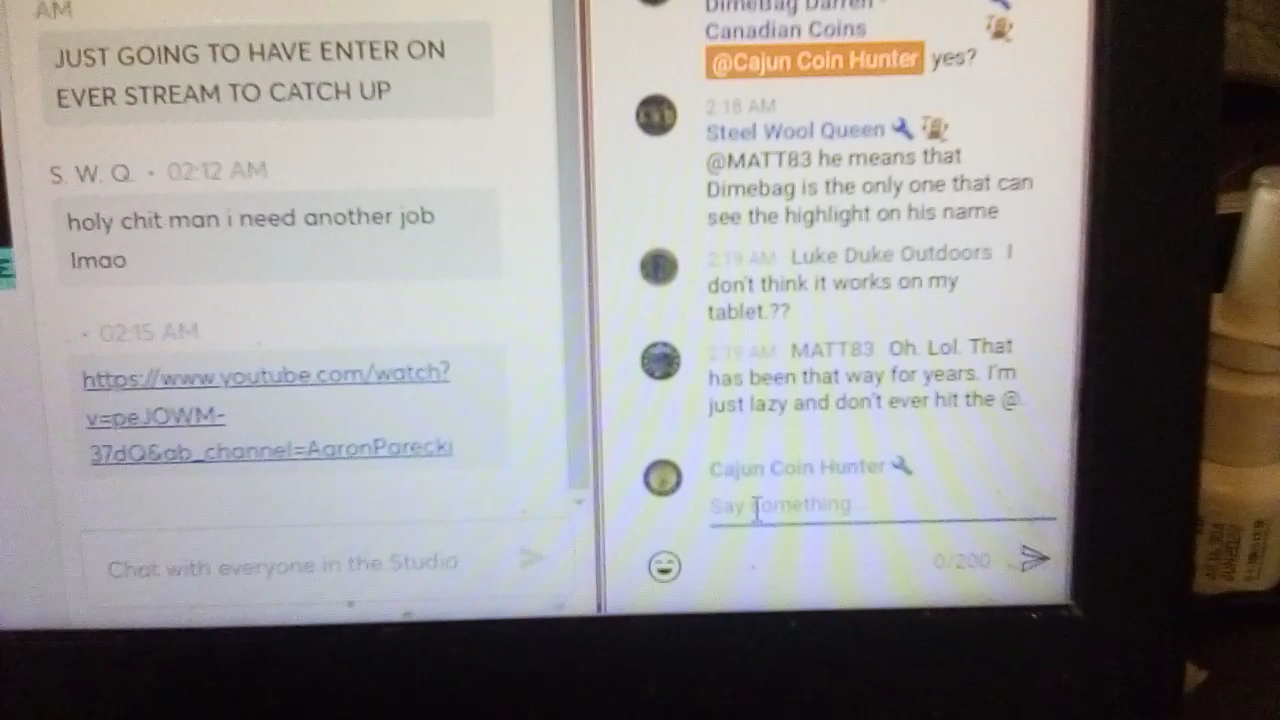 AM
JUST GOING TO HAVE ENTER ON
EVER STREAM TO CATCH UP
S. W. Q. • 02:12 AM
holy chit man i need another job
lmao
• 02:15 AM
https://www.youtube.com/watch?
v=peJOWM-
37dQ&ab_channel=AaronParecki
Chat with everyone in the Studio
DimeBag Darren -
Canadian Coins
@Cajun Coin Hunter yes?
2:18 AM
Steel Wool Queen
@MATT83 he means that
Dimebag is the only one that can
see the highlight on his name
2:19 AM Luke Duke Outdoors I
don't think it works on my
tablet.??
2:19 AM MATT83 Oh. Lol. That
has been that way for years. I'm
just lazy and don't ever hit the @.
Cajun Coin Hunter
Say something...
0/200